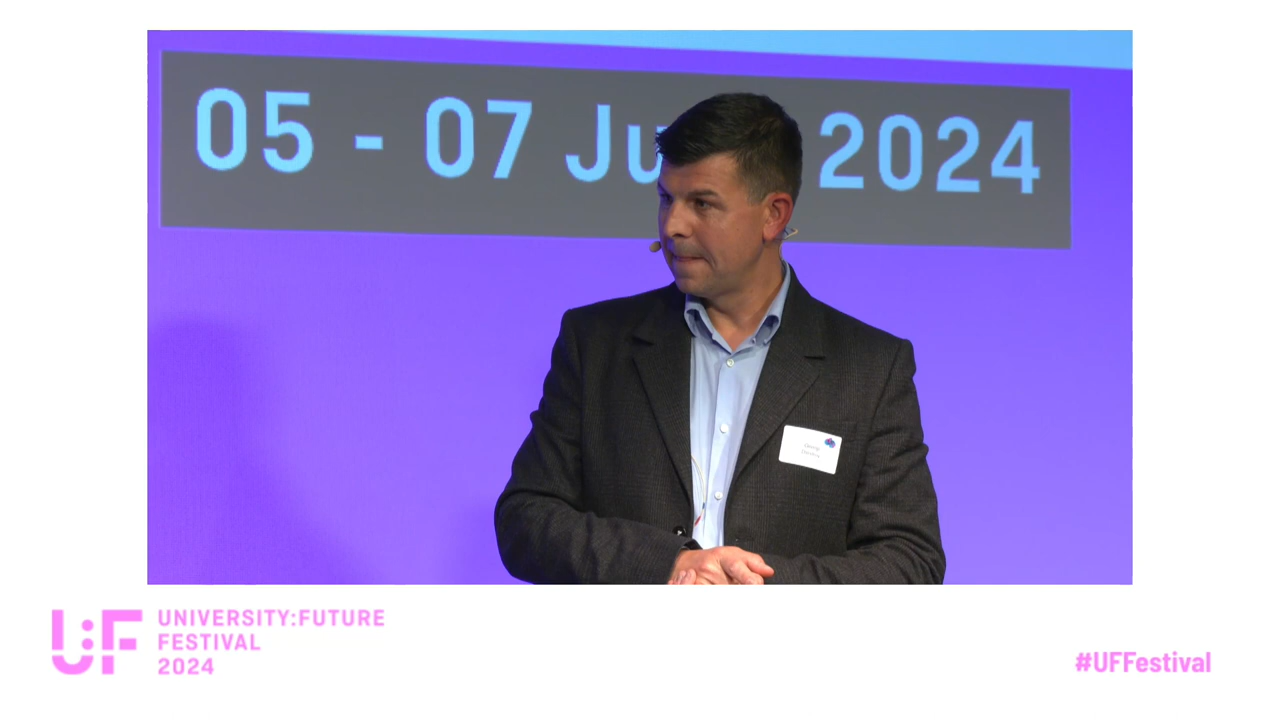 05 - 07 Ju 2024
U:F
UNIVERSITY:FUTURE
FESTIVAL
2024
#UFFestival